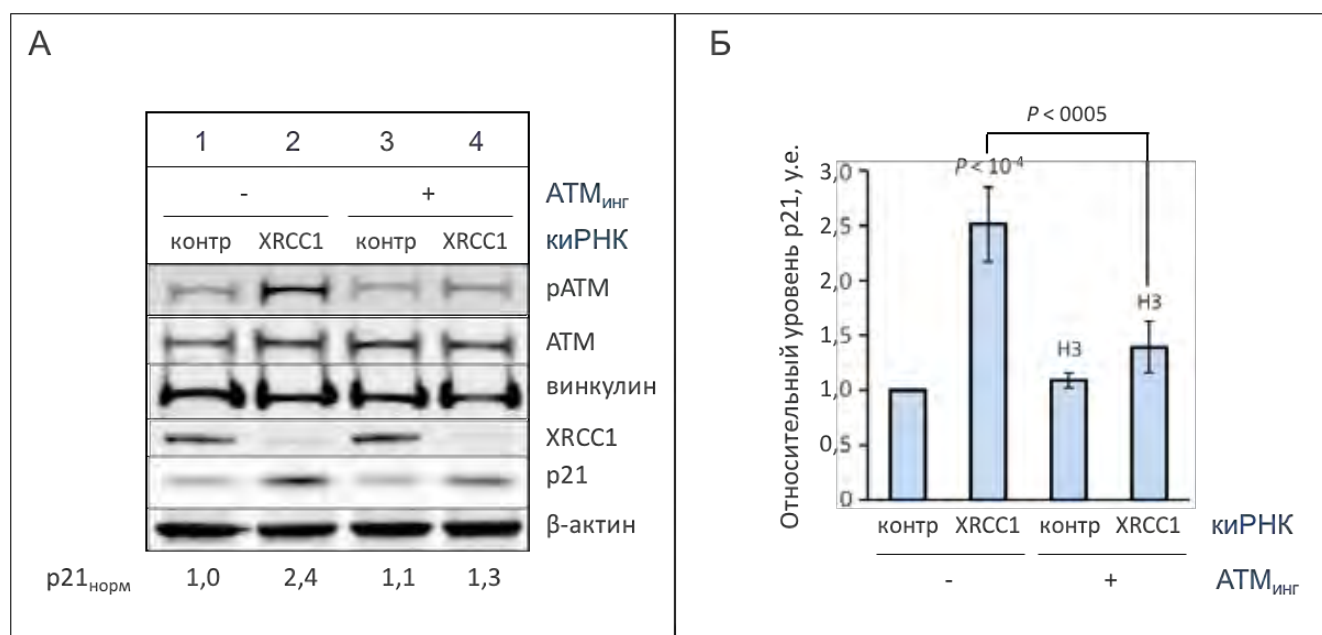 А
1 2 3 4
- + АТМинг
контр XRCC1 контр XRCC1 киРНК
pATM
ATM
винкулин
XRCC1
p21
β-актин
p21норм 1,0 2,4 1,1 1,3
Б
P < 0005
P < 10-4
Относительный уровень p21, у.е.
3,0
2,5
2,0
1,5
1,0
0,5
0
НЗ
НЗ
контр XRCC1 контр XRCC1 киРНК
- + АТМинг